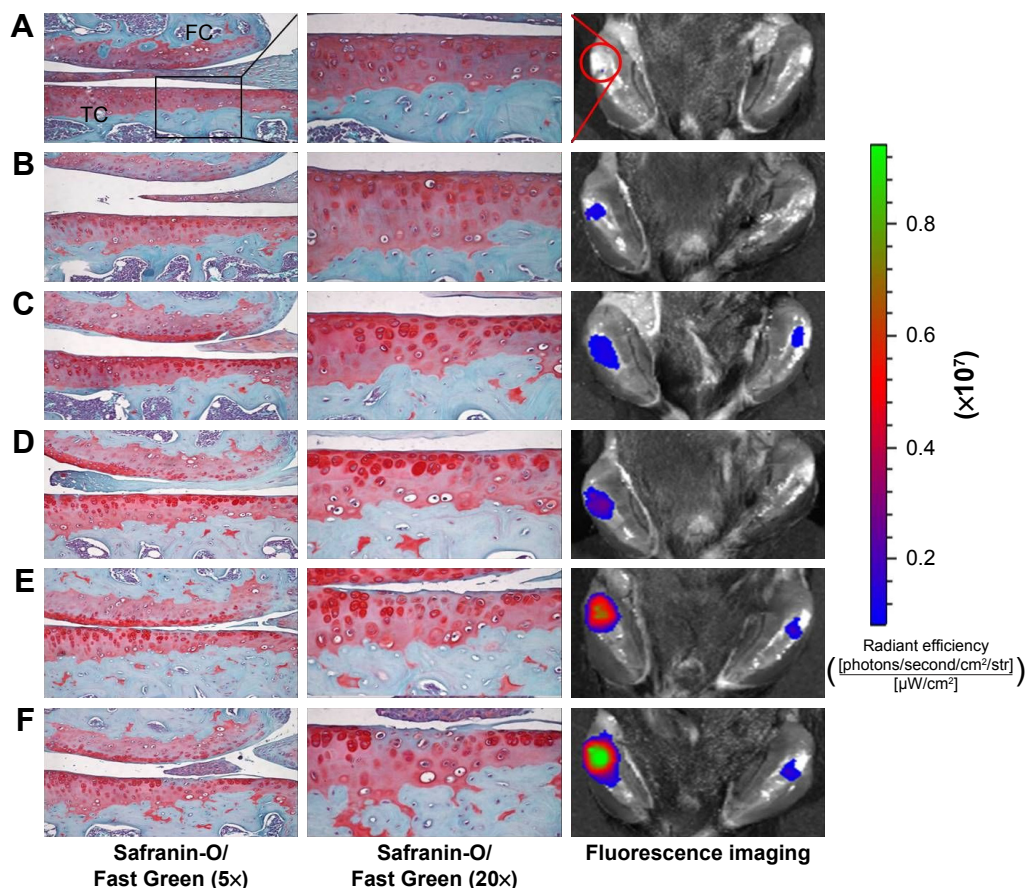 A
FC
TC
B
C
D
E
F
0.8
0.6
0.4
0.2
(×10⁷)
Radiant efficiency
([photons/second/cm²/str])
[µW/cm²]
Safranin-O/
Fast Green (5×)
Safranin-O/
Fast Green (20×)
Fluorescence imaging